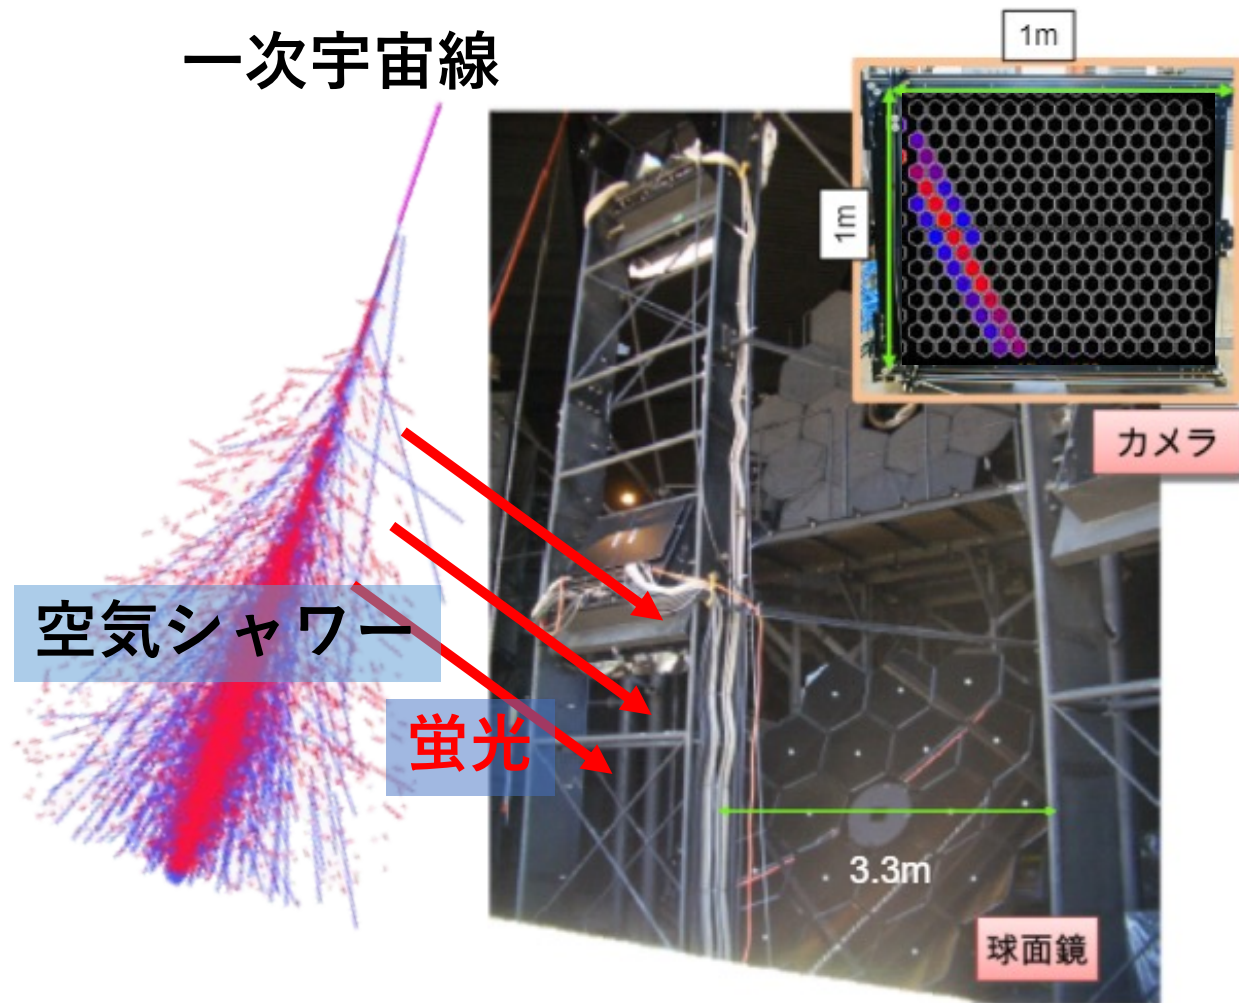 一次宇宙線
1m
1m
カメラ
空気シャワー
蛍光
3.3m
球面鏡